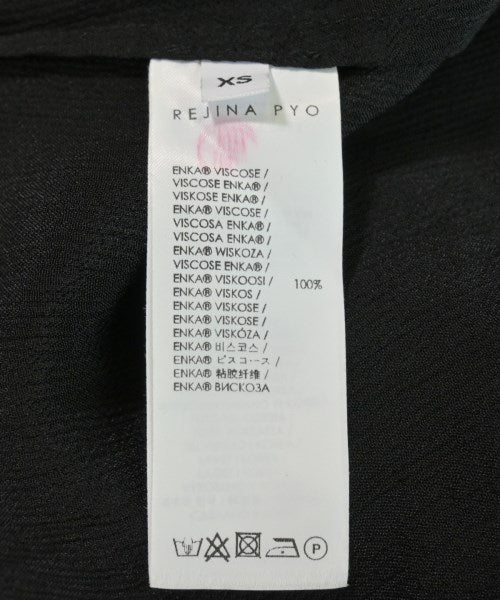 XS
REJINA PYO
ENKA® VISCOSE /
VISCOSE ENKA® /
VISKOSE ENKA® /
ENKA® VISCOSE /
VISCOSA ENKA® /
VISCOSA ENKA® /
ENKA® WISKOZA /
VISCOSE ENKA® /
ENKA® VISKOOSI / 100%
ENKA® VISKOS /
ENKA® VISKOSE /
ENKA® VISKOSE /
ENKA® VISKÓZA /
ENKA® 비스코스 /
ENKA® ビスコース /
ENKA® 粘胶纤维 /
ENKA® ВИСКОЗА
P